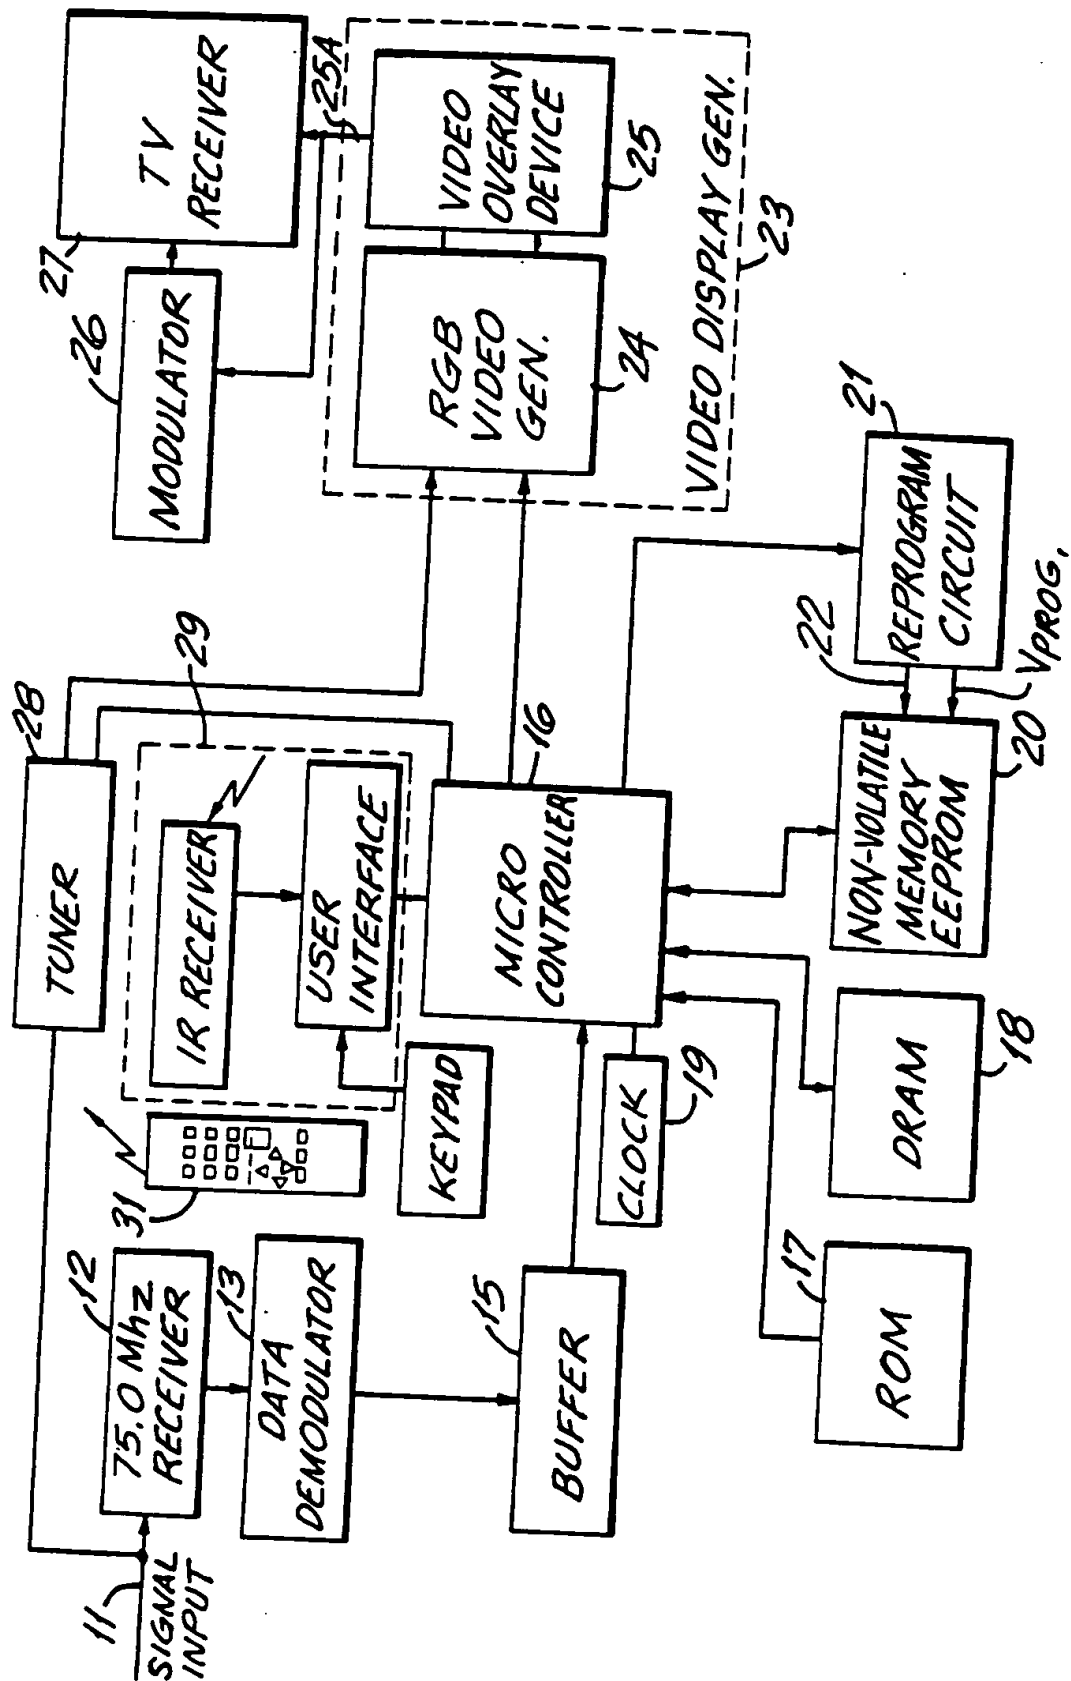 11
SIGNAL
INPUT
12
75.0 Mhz
RECEIVER
13
DATA
DEMODULATOR
15
BUFFER
17
ROM
31
KEYPAD
CLOCK
19
DRAM
18
28
TUNER
29
IR RECEIVER
USER
INTERFACE
16
MICRO
CONTROLLER
NON-VOLATILE
MEMORY
EEPROM
20
22
VPROG.
21
REPROGRAM
CIRCUIT
26
MODULATOR
27
TV
RECEIVER
25A
RGB
VIDEO
GEN.
24
VIDEO
OVERLAY
DEVICE
25
VIDEO DISPLAY GEN.
23